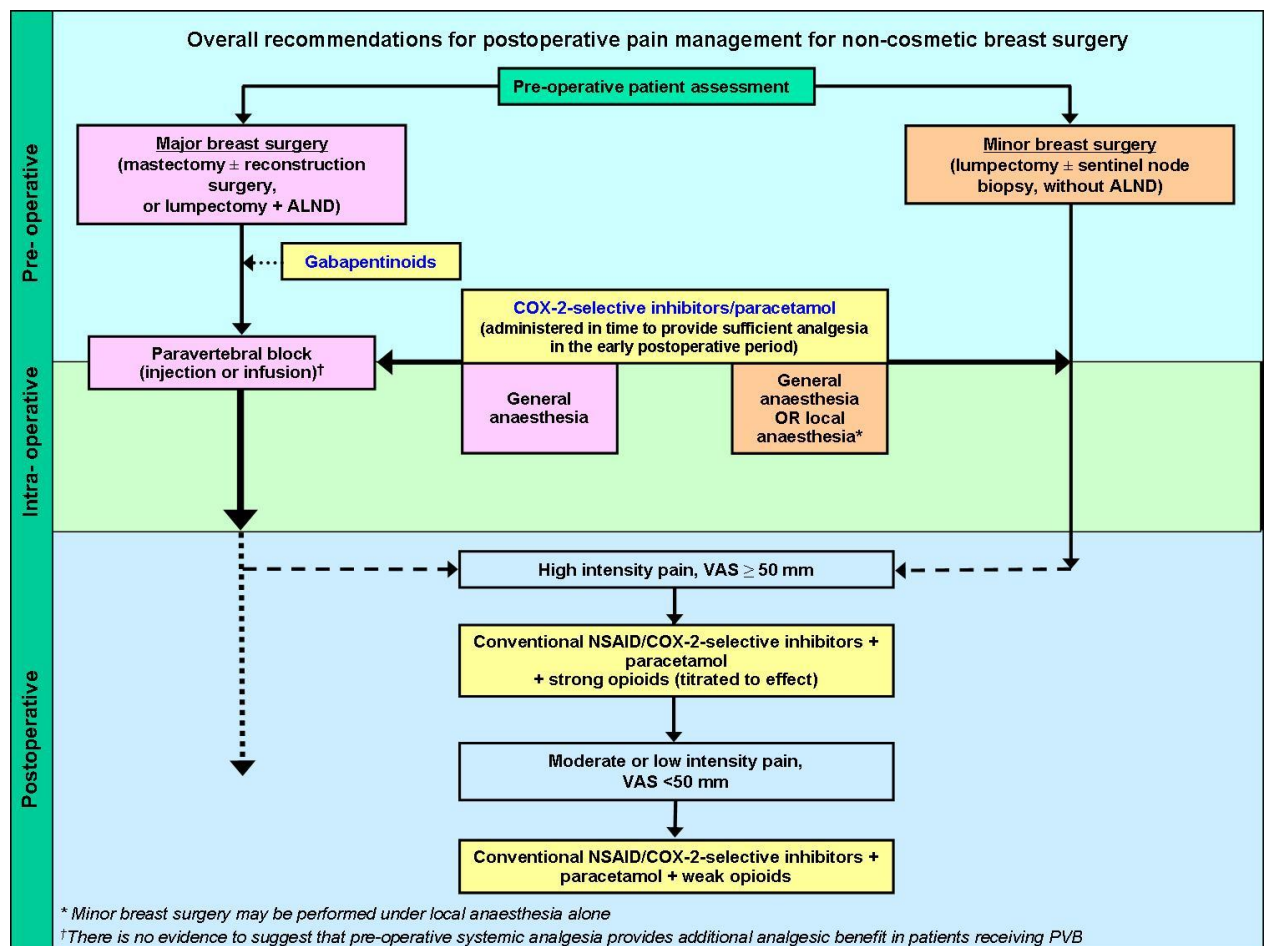 Overall recommendations for postoperative pain management for non-cosmetic breast surgery
Pre- operative
Pre-operative patient assessment
Major breast surgery
(mastectomy ± reconstruction
surgery,
or lumpectomy + ALND)
Minor breast surgery
(lumpectomy ± sentinel node
biopsy, without ALND)
Gabapentinoids
COX-2-selective inhibitors/paracetamol
(administered in time to provide sufficient analgesia
in the early postoperative period)
Paravertebral block
(injection or infusion)†
Intra- operative
General
anaesthesia
General
anaesthesia
OR local
anaesthesia*
Postoperative
High intensity pain, VAS ≥ 50 mm
Conventional NSAID/COX-2-selective inhibitors +
paracetamol
+ strong opioids (titrated to effect)
Moderate or low intensity pain,
VAS <50 mm
Conventional NSAID/COX-2-selective inhibitors +
paracetamol + weak opioids
* Minor breast surgery may be performed under local anaesthesia alone
†There is no evidence to suggest that pre-operative systemic analgesia provides additional analgesic benefit in patients receiving PVB